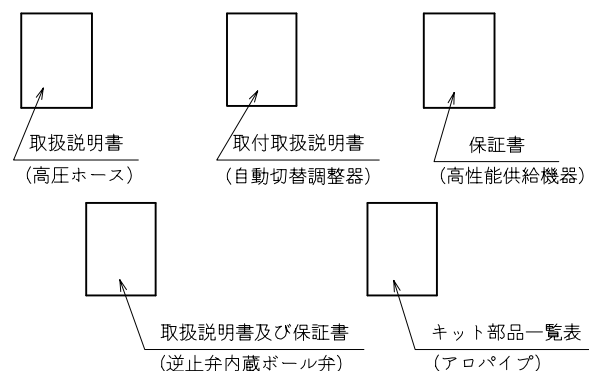 取扱説明書
(高圧ホース)
取付取扱説明書
(自動切替調整器)
保証書
(高性能供給機器)
取扱説明書及び保証書
(逆止弁内蔵ボール弁)
キット部品一覧表
(アロパイプ)